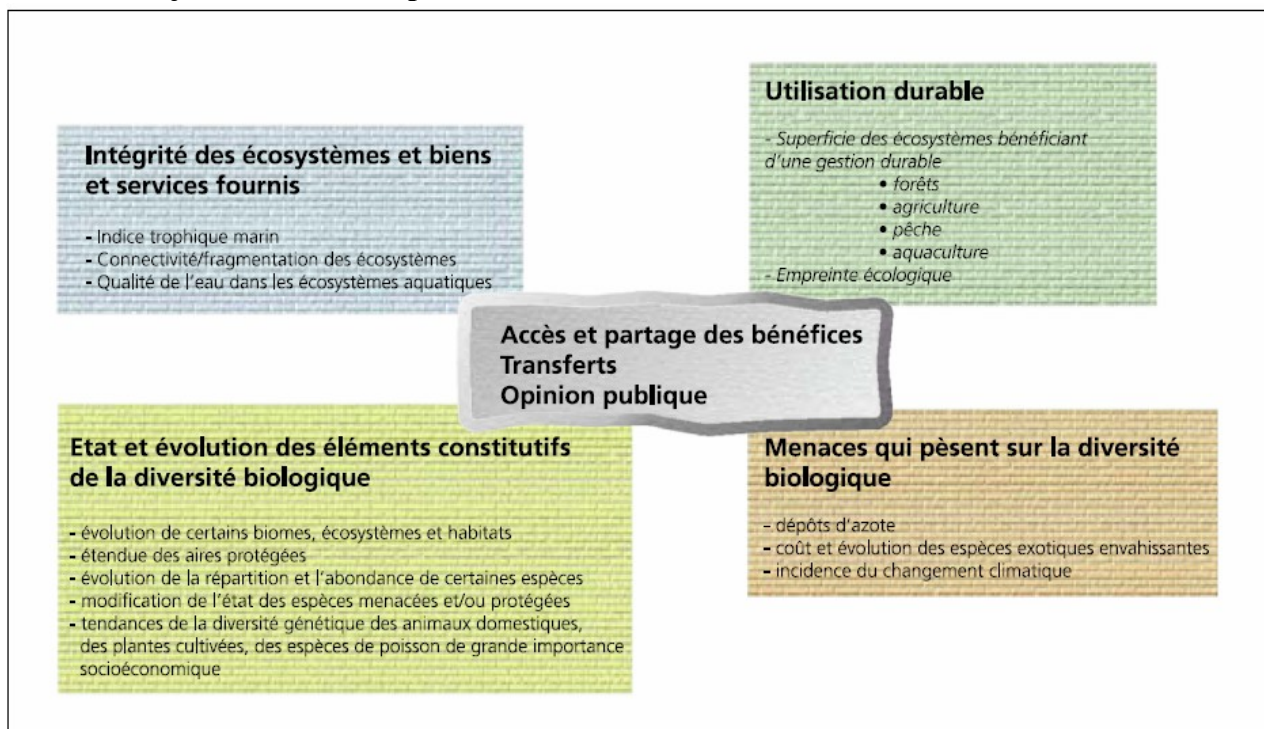 Intégrité des écosystèmes et biens
et services fournis
- Indice trophique marin
- Connectivité/fragmentation des écosystèmes
- Qualité de l'eau dans les écosystèmes aquatiques
Utilisation durable
- Superficie des écosystèmes bénéficiant
d'une gestion durable
• forêts
• agriculture
• pêche
• aquaculture
- Empreinte écologique
Accès et partage des bénéfices
Transferts
Opinion publique
Etat et évolution des éléments constitutifs
de la diversité biologique
- évolution de certains biomes, écosystèmes et habitats
- étendue des aires protégées
- évolution de la répartition et l'abondance de certaines espèces
- modification de l'état des espèces menacées et/ou protégées
- tendances de la diversité génétique des animaux domestiques,
des plantes cultivées, des espèces de poisson de grande importance
socioéconomique
Menaces qui pèsent sur la diversité
biologique
- dépôts d'azote
- coût et évolution des espèces exotiques envahissantes
- incidence du changement climatique